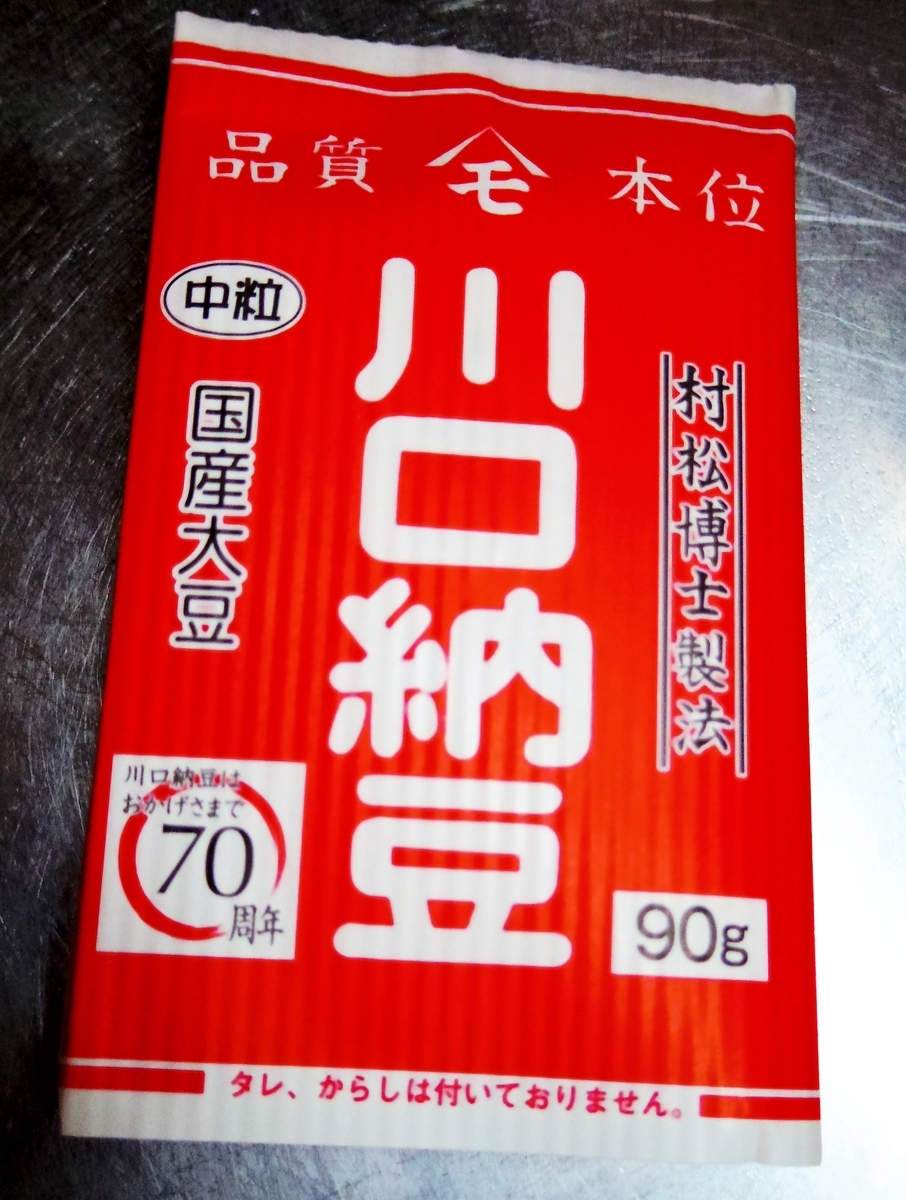 品質 モ 本位
中粒
川口納豆
村松博士製法
国産大豆
川口納豆は
おかげさまで
70
周年
90g
タレ、からしは付いておりません。